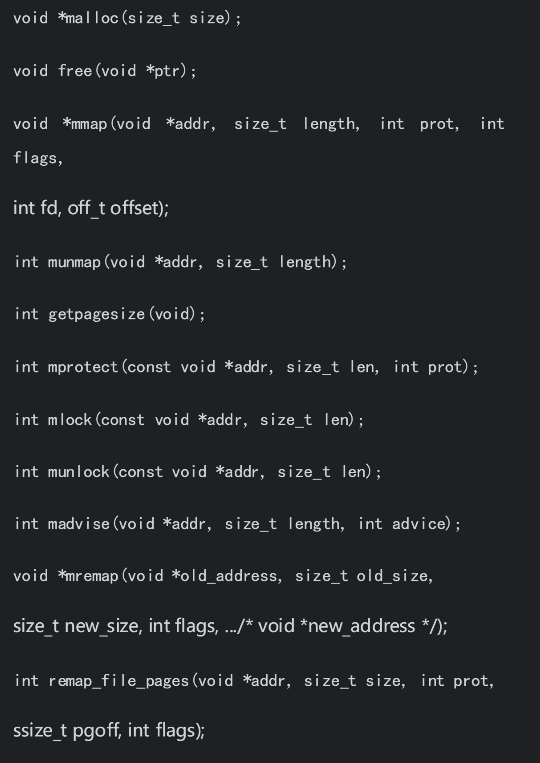 void *malloc(size_t size);
void free(void *ptr);
void *mmap(void *addr, size_t length, int prot, int
flags,
int fd, off_t offset);
int munmap(void *addr, size_t length);
int getpagesize(void);
int mprotect(const void *addr, size_t len, int prot);
int mlock(const void *addr, size_t len);
int munlock(const void *addr, size_t len);
int madvise(void *addr, size_t length, int advice);
void *mremap(void *old_address, size_t old_size,
size_t new_size, int flags, .../* void *new_address */);
int remap_file_pages(void *addr, size_t size, int prot,
ssize_t pgoff, int flags);